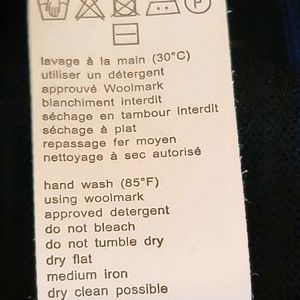 P
lavage à la main (30°C)
utiliser un détergent
approuvé Woolmark
blanchiment interdit
séchage en tambour interdit
séchage à plat
repassage fer moyen
nettoyage à sec autorisé
hand wash (85°F)
using woolmark
approved detergent
do not bleach
do not tumble dry
dry flat
medium iron
dry clean possible